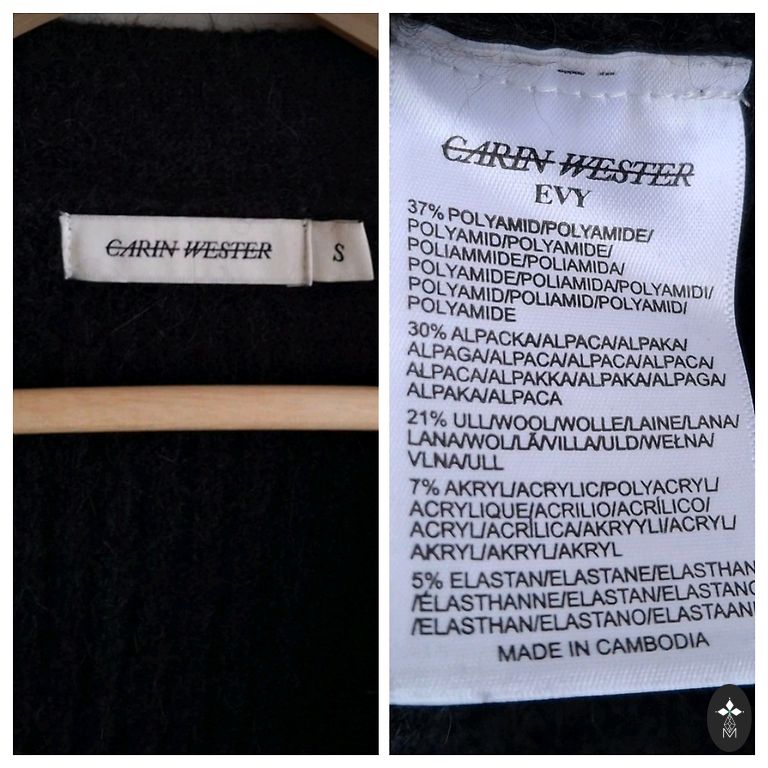 CARIN WESTER
S
CARIN WESTER
EVY
37% POLYAMID/POLYAMIDE/
POLYAMID/POLYAMIDE/
POLIAMMIDE/POLIAMIDA/
POLYAMIDE/POLIAMIDA/POLYAMIDI/
POLYAMID/POLIAMID/POLYAMID/
POLYAMIDE
30% ALPACKA/ALPACA/ALPAKA/
ALPAGA/ALPACA/ALPACA/ALPACA/
ALPACA/ALPAKKA/ALPAKA/ALPAGA/
ALPAKA/ALPACA
21% ULL/WOOL/WOLLE/LAINE/LANA/
LANA/WOL/LÃ/VILLA/ULD/WEŁNA/
VLNA/ULL
7% AKRYL/ACRYLIC/POLYACRYL/
ACRYLIQUE/ACRILIO/ACRÍLICO/
ACRYL/ACRÍLICA/AKRYYLI/ACRYL/
AKRYL/AKRYL/AKRYL
5% ELASTAN/ELASTANE/ELASTHAN
/ÉLASTHANNE/ELASTAN/ELASTANO
/ELASTHAN/ELASTANO/ELASTAANI
MADE IN CAMBODIA
M